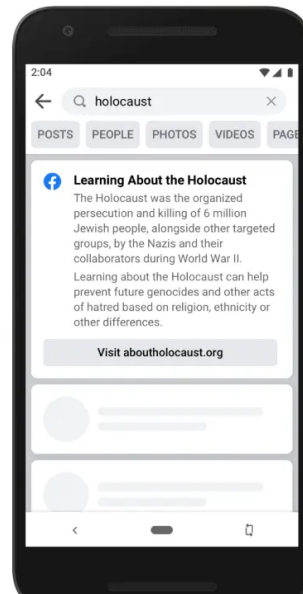 2:04
holocaust
POSTS PEOPLE PHOTOS VIDEOS PAGE
Learning About the Holocaust
The Holocaust was the organized
persecution and killing of 6 million
Jewish people, alongside other targeted
groups, by the Nazis and their
collaborators during World War II.
Learning about the Holocaust can help
prevent future genocides and other acts
of hatred based on religion, ethnicity or
other differences.
Visit aboutholocaust.org